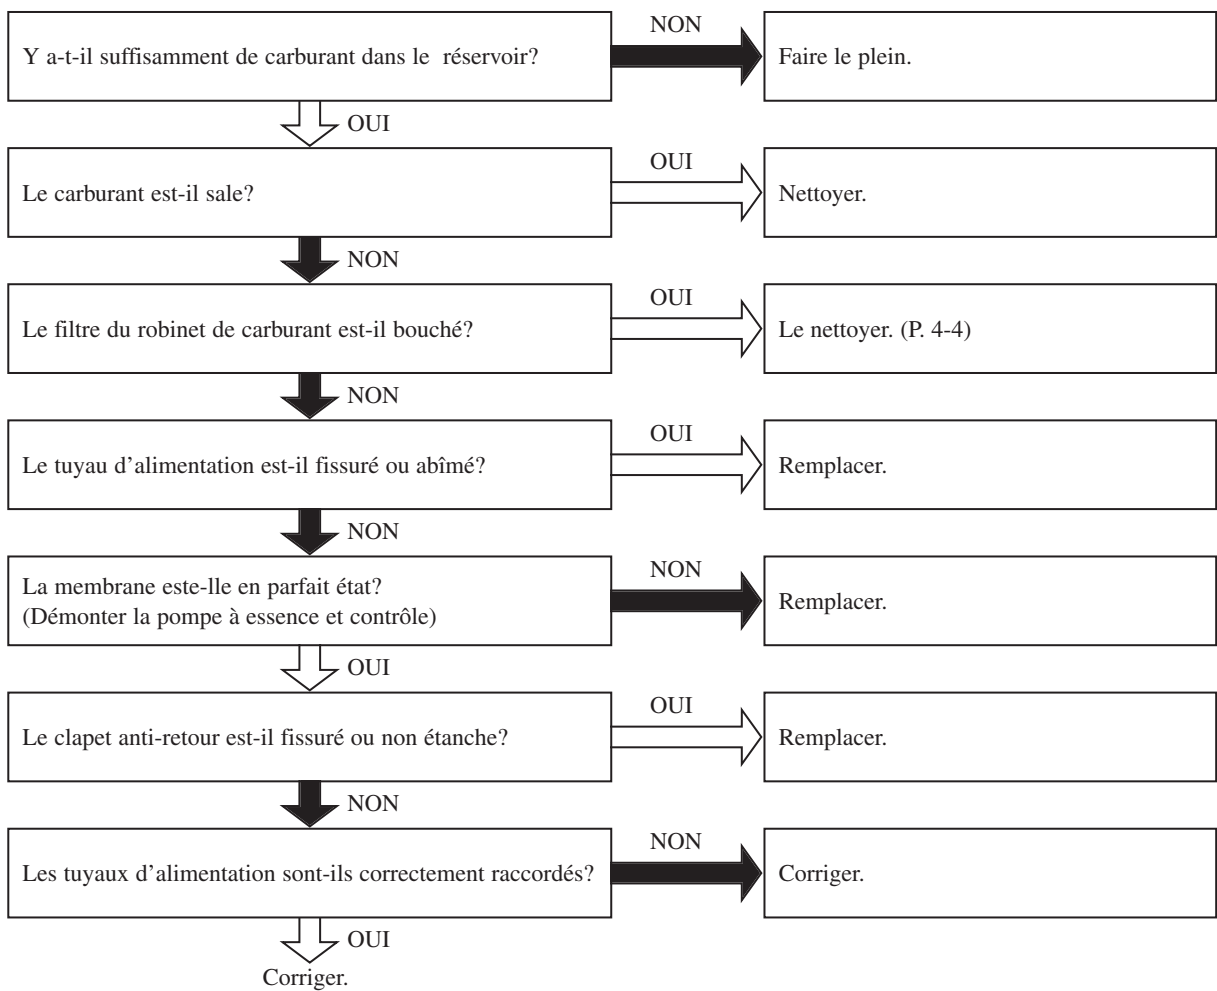 NON
Y a-t-il suffisamment de carburant dans le réservoir?
Faire le plein.
OUI
OUI
Le carburant est-il sale?
Nettoyer.
NON
OUI
Le filtre du robinet de carburant est-il bouché?
Le nettoyer. (P. 4-4)
NON
OUI
Le tuyau d’alimentation est-il fissuré ou abîmé?
Remplacer.
NON
NON
La membrane este-lle en parfait état?
(Démonter la pompe à essence et contrôle)
Remplacer.
OUI
OUI
Le clapet anti-retour est-il fissuré ou non étanche?
Remplacer.
NON
NON
Les tuyaux d’alimentation sont-ils correctement raccordés?
Corriger.
OUI
Corriger.